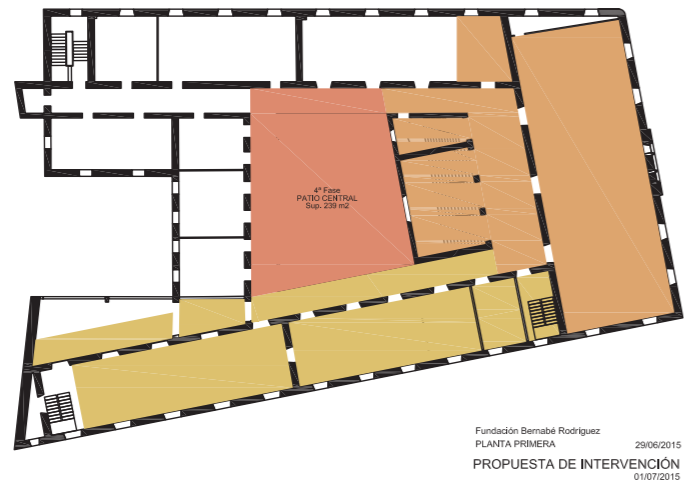 4ª Fase
PATIO CENTRAL
Sup. 239 m2
Fundación Bernabé Rodríguez
PLANTA PRIMERA 29/06/2015
PROPUESTA DE INTERVENCIÓN
01/07/2015